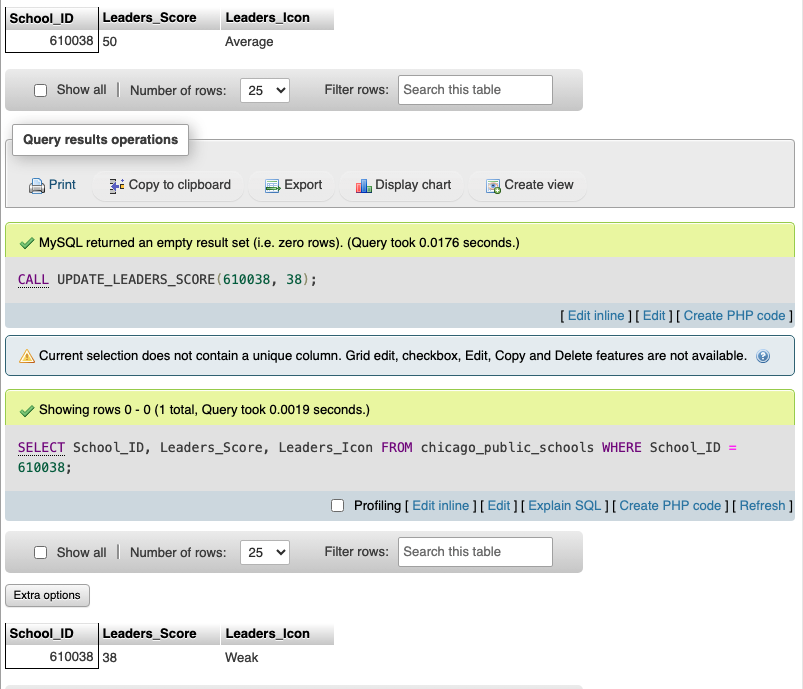 School_ID Leaders_Score Leaders_Icon
610038 50 Average
Show all | Number of rows: 25 Filter rows: Search this table
Query results operations
Print Copy to clipboard Export Display chart Create view
MySQL returned an empty result set (i.e. zero rows). (Query took 0.0176 seconds.)
CALL UPDATE_LEADERS_SCORE(610038, 38);
[ Edit inline ] [ Edit ] [ Create PHP code ]
Current selection does not contain a unique column. Grid edit, checkbox, Edit, Copy and Delete features are not available.
Showing rows 0 - 0 (1 total, Query took 0.0019 seconds.)
SELECT School_ID, Leaders_Score, Leaders_Icon FROM chicago_public_schools WHERE School_ID =
610038;
Profiling [ Edit inline ] [ Edit ] [ Explain SQL ] [ Create PHP code ] [ Refresh ]
Show all | Number of rows: 25 Filter rows: Search this table
Extra options
School_ID Leaders_Score Leaders_Icon
610038 38 Weak